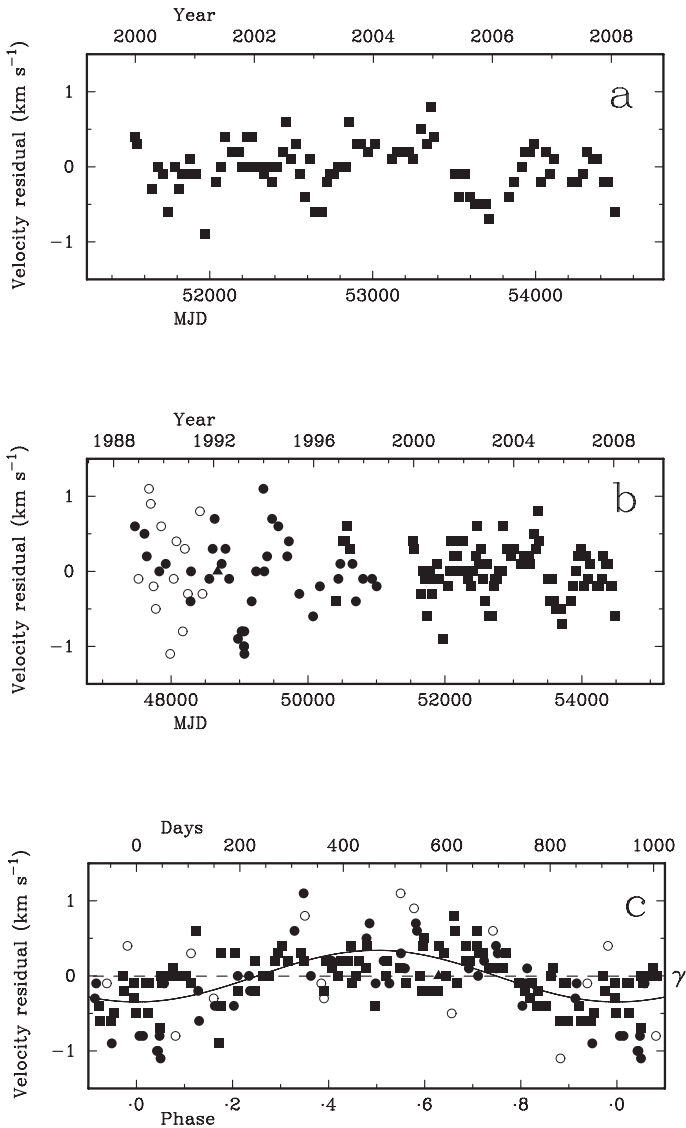 Year
2000 2002 2004 2006 2008
Velocity residual (km s⁻¹)
a
1
0
−1
52000 53000 54000
MJD
Year
1988 1992 1996 2000 2004 2008
Velocity residual (km s⁻¹)
b
1
0
−1
48000 50000 52000 54000
MJD
Days
0 200 400 600 800 1000
Velocity residual (km s⁻¹)
c
1
0
γ
−1
·0 ·2 ·4 ·6 ·8 ·0
Phase